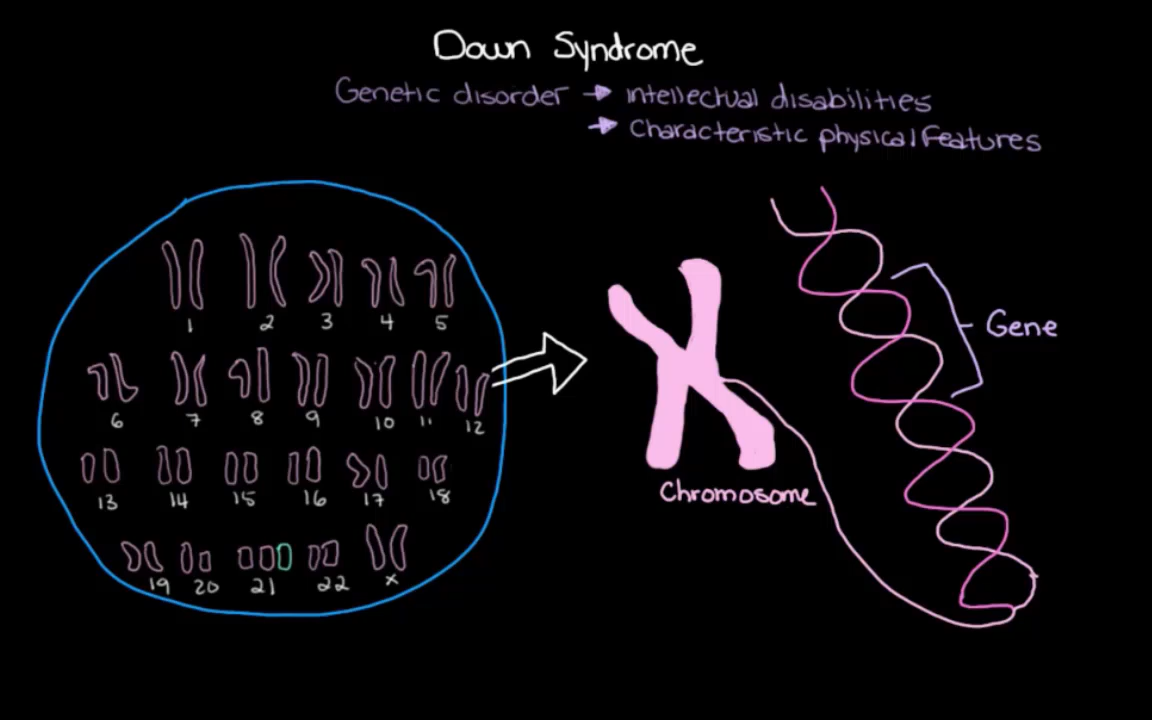 Down Syndrome
Genetic disorder → intellectual disabilities
→ Characteristic physical features
1 2 3 4 5
6 7 8 9 10 11 12
13 14 15 16 17 18
19 20 21 22 X
Gene
Chromosome